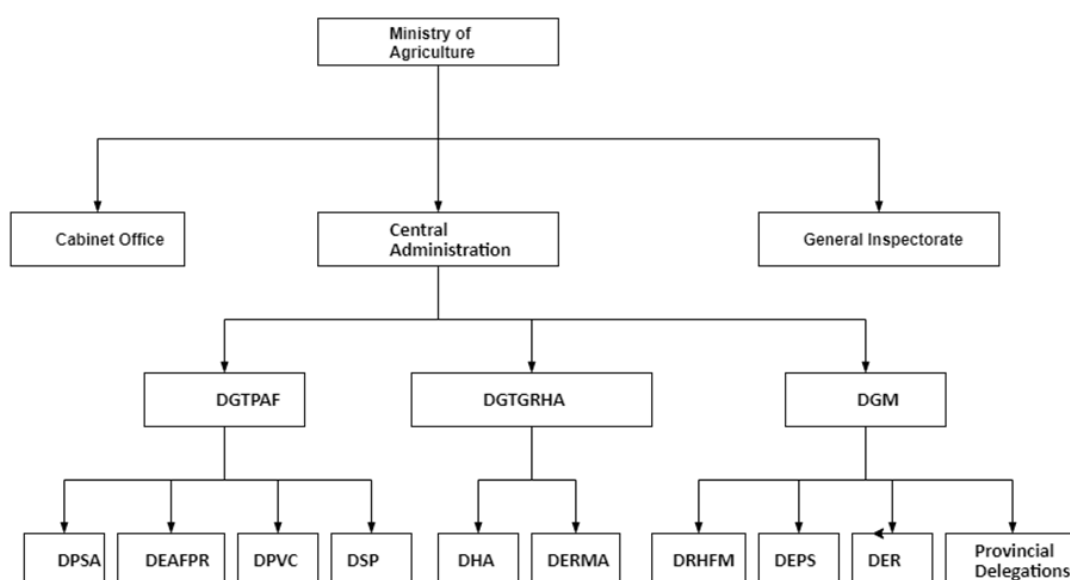 Ministry of
Agriculture
Cabinet Office
Central
Administration
General Inspectorate
DGTPAF
DGTGRHA
DGM
DPSA
DEAFPR
DPVC
DSP
DHA
DERMA
DRHFM
DEPS
DER
Provincial
Delegations